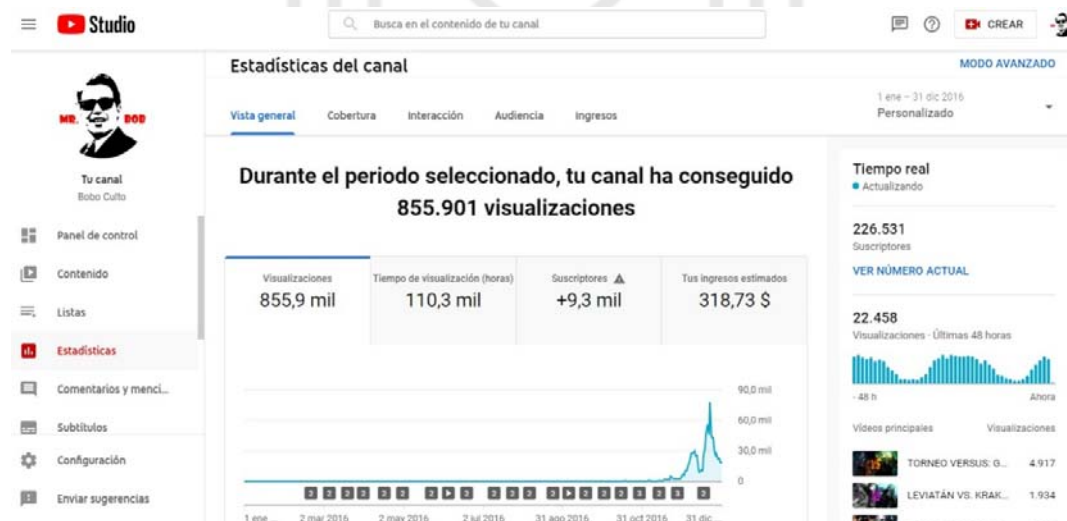 Studio
Busca en el contenido de tu canal
CREAR
MR. BOB
Tu canal
Bobo Culto
Panel de control
Contenido
Listas
Estadísticas
Comentarios y menci...
Subtítulos
Configuración
Enviar sugerencias
Estadísticas del canal
MODO AVANZADO
Vista general Cobertura Interacción Audiencia Ingresos
1 ene – 31 dic 2016
Personalizado
Durante el periodo seleccionado, tu canal ha conseguido
855.901 visualizaciones
Visualizaciones
855,9 mil
Tiempo de visualización (horas)
110,3 mil
Suscriptores
+9,3 mil
Tus ingresos estimados
318,73 $
90,0 mil
60,0 mil
30,0 mil
0
1 ene... 2 mar 2016 2 may 2016 2 jul 2016 31 ago 2016 31 oct 2016 31 dic...
Tiempo real
Actualizando
226.531
Suscriptores
VER NÚMERO ACTUAL
22.458
Visualizaciones · Últimas 48 horas
- 48 h Ahora
Vídeos principales Visualizaciones
TORNEO VERSUS: G... 4.917
LEVIATÁN VS. KRAK... 1.934